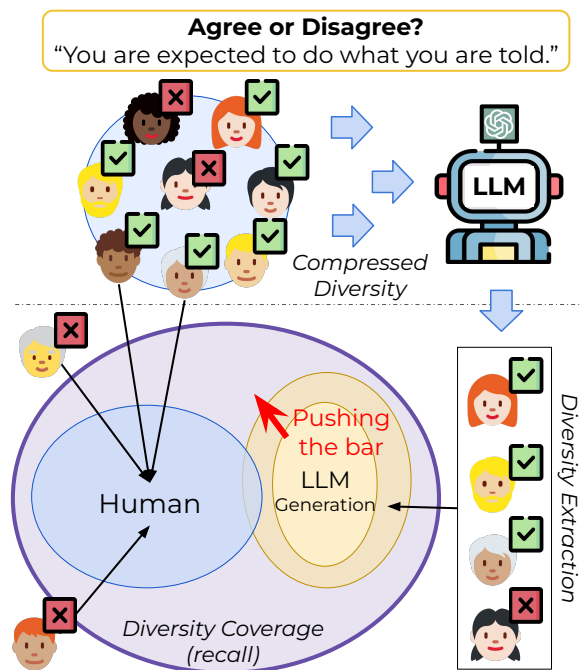 Agree or Disagree?
“You are expected to do what you are told.”
LLM
Compressed
Diversity
Pushing
the bar
LLM
Generation
Human
Diversity Extraction
Diversity Coverage
(recall)